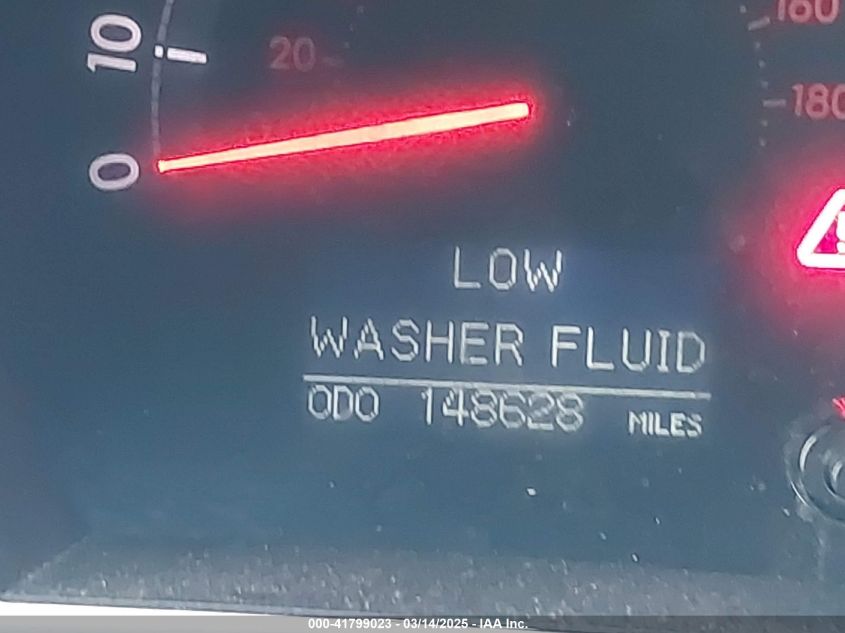 10
20
160
180
0
LOW
WASHER FLUID
ODO 148628 MILES
000-41799023 - 03/14/2025 - IAA Inc.